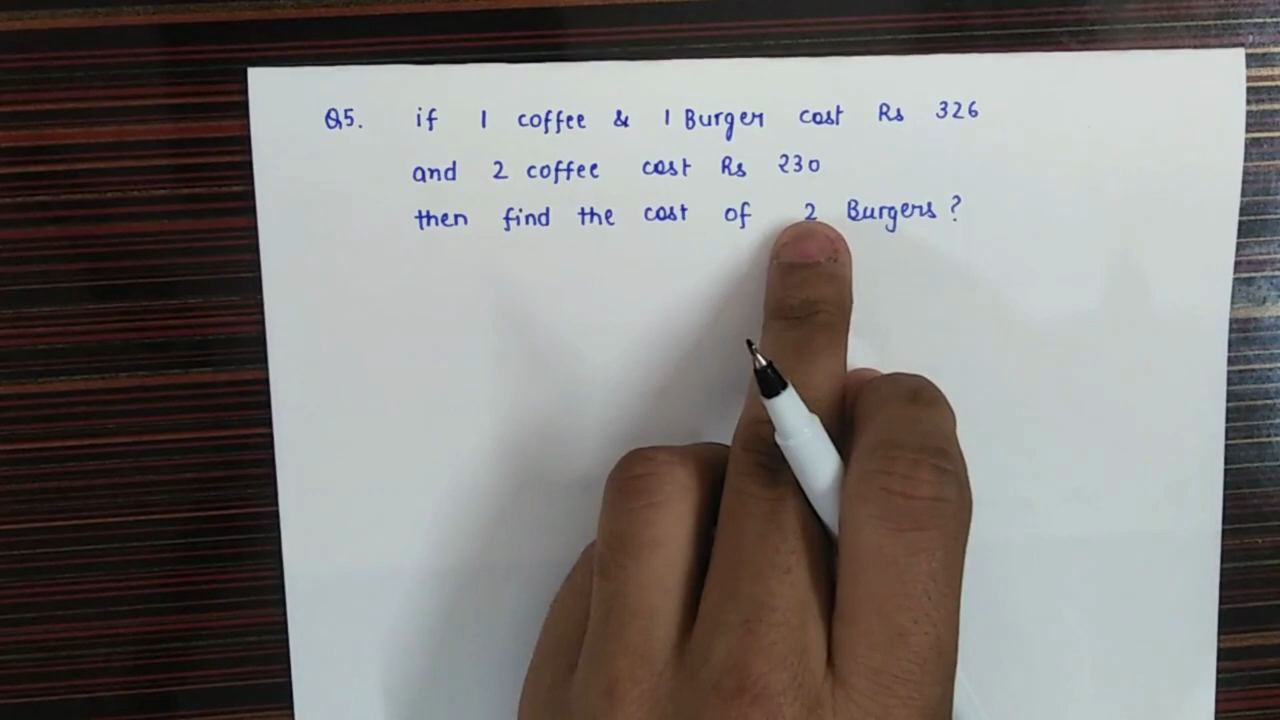 Q5. if 1 coffee & 1 Burger cost Rs 326
and 2 coffee cost Rs 230
then find the cost of 2 Burgers ?